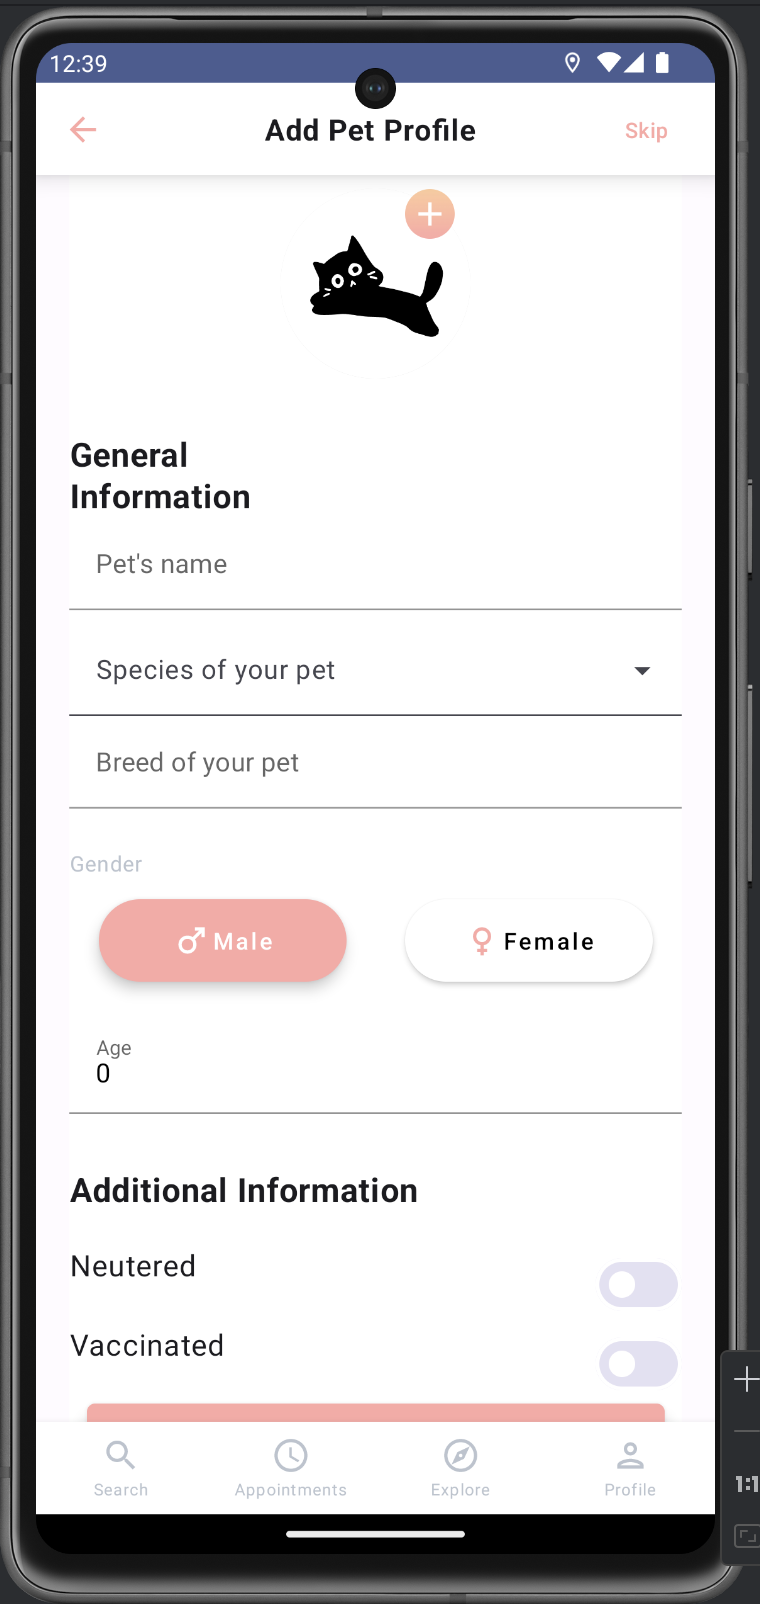 12:39
Add Pet Profile
Skip
General
Information
Pet's name
Species of your pet
Breed of your pet
Gender
Male
Female
Age
0
Additional Information
Neutered
Vaccinated
Search
Appointments
Explore
Profile
1:1